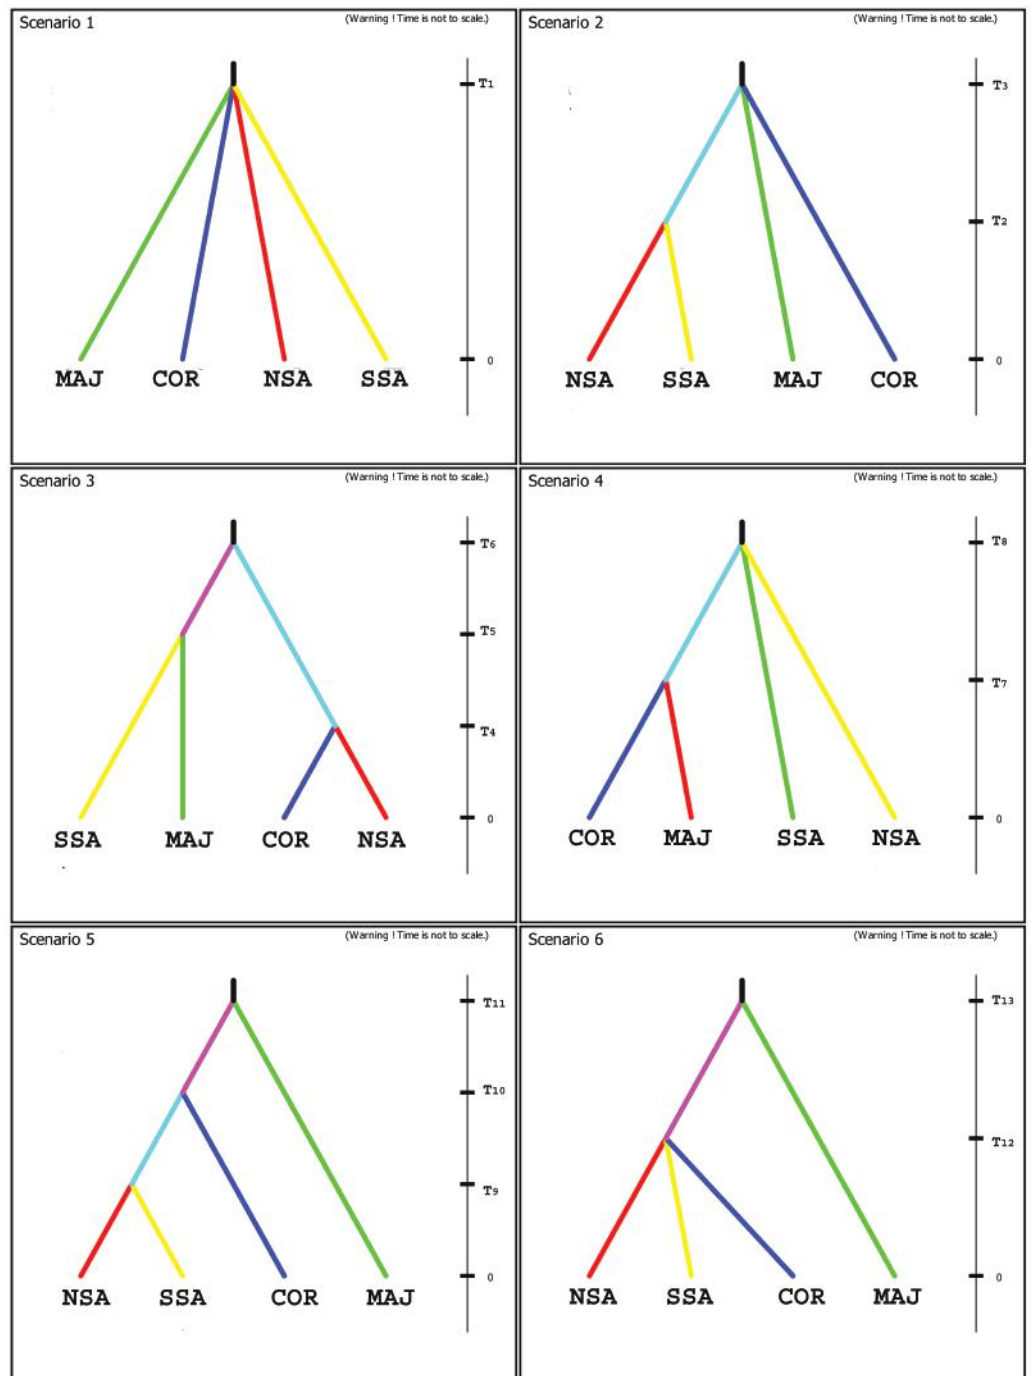 Scenario 1 (Warning ! Time is not to scale.)
T1
0
MAJ COR NSA SSA
Scenario 2 (Warning ! Time is not to scale.)
T3
T2
0
NSA SSA MAJ COR
Scenario 3 (Warning ! Time is not to scale.)
T6
T5
T4
0
SSA MAJ COR NSA
Scenario 4 (Warning ! Time is not to scale.)
T8
T7
0
COR MAJ SSA NSA
Scenario 5 (Warning ! Time is not to scale.)
T11
T10
T9
0
NSA SSA COR MAJ
Scenario 6 (Warning ! Time is not to scale.)
T13
T12
0
NSA SSA COR MAJ